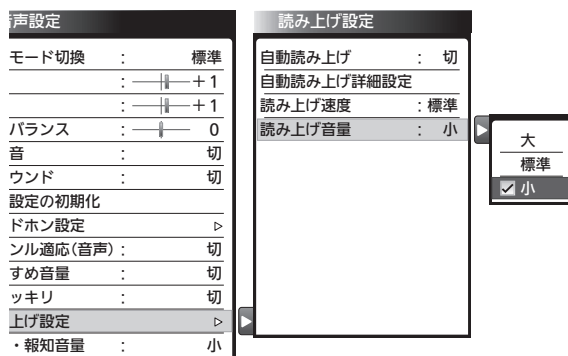 声設定
モード切換 : 標準
: +1
: +1
バランス : 0
音 : 切
ウンド : 切
設定の初期化
ドホン設定 ▷
ンル適応(音声) : 切
すめ音量 : 切
ッキリ : 切
上げ設定 ▷
・報知音量 : 小
読み上げ設定
自動読み上げ : 切
自動読み上げ詳細設定
読み上げ速度 : 標準
読み上げ音量 : 小
大
標準
小